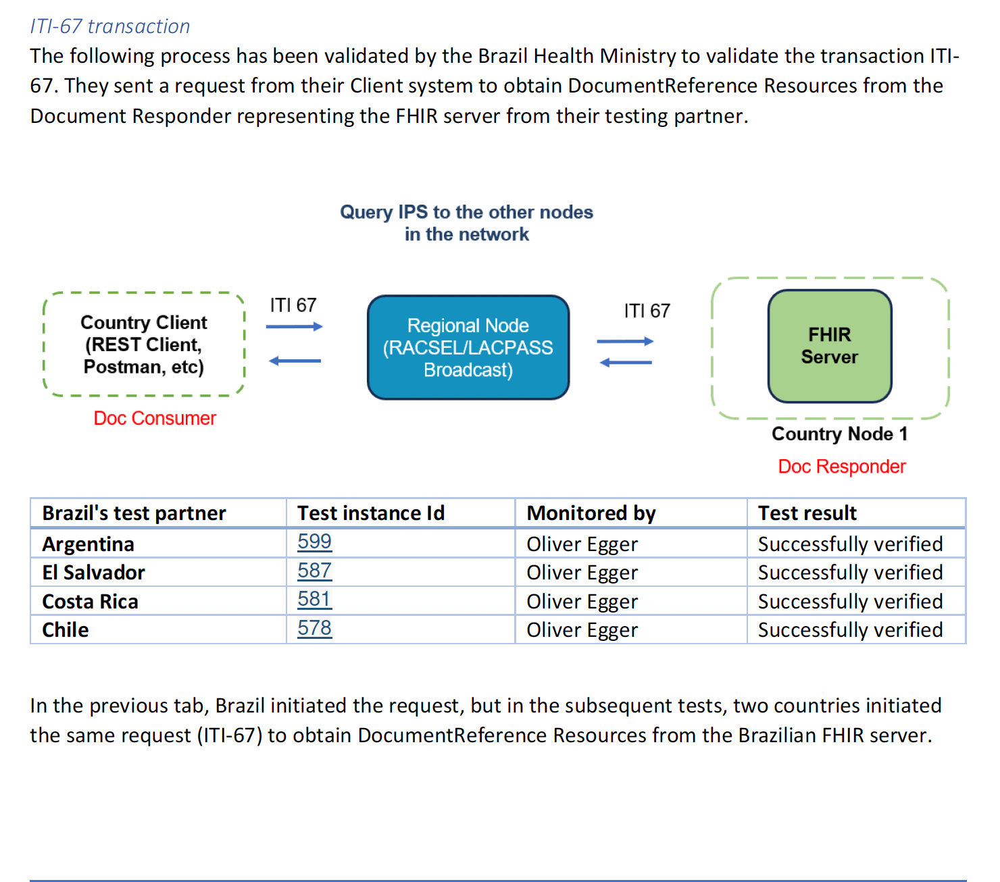 ITI-67 transaction
The following process has been validated by the Brazil Health Ministry to validate the transaction ITI-
67. They sent a request from their Client system to obtain DocumentReference Resources from the
Document Responder representing the FHIR server from their testing partner.
Query IPS to the other nodes
in the network
Country Client
(REST Client,
Postman, etc)
Doc Consumer
ITI 67
Regional Node
(RACSEL/LACPASS
Broadcast)
ITI 67
FHIR
Server
Country Node 1
Doc Responder
Brazil's test partner Test instance Id Monitored by Test result
Argentina 599 Oliver Egger Successfully verified
El Salvador 587 Oliver Egger Successfully verified
Costa Rica 581 Oliver Egger Successfully verified
Chile 578 Oliver Egger Successfully verified
In the previous tab, Brazil initiated the request, but in the subsequent tests, two countries initiated
the same request (ITI-67) to obtain DocumentReference Resources from the Brazilian FHIR server.